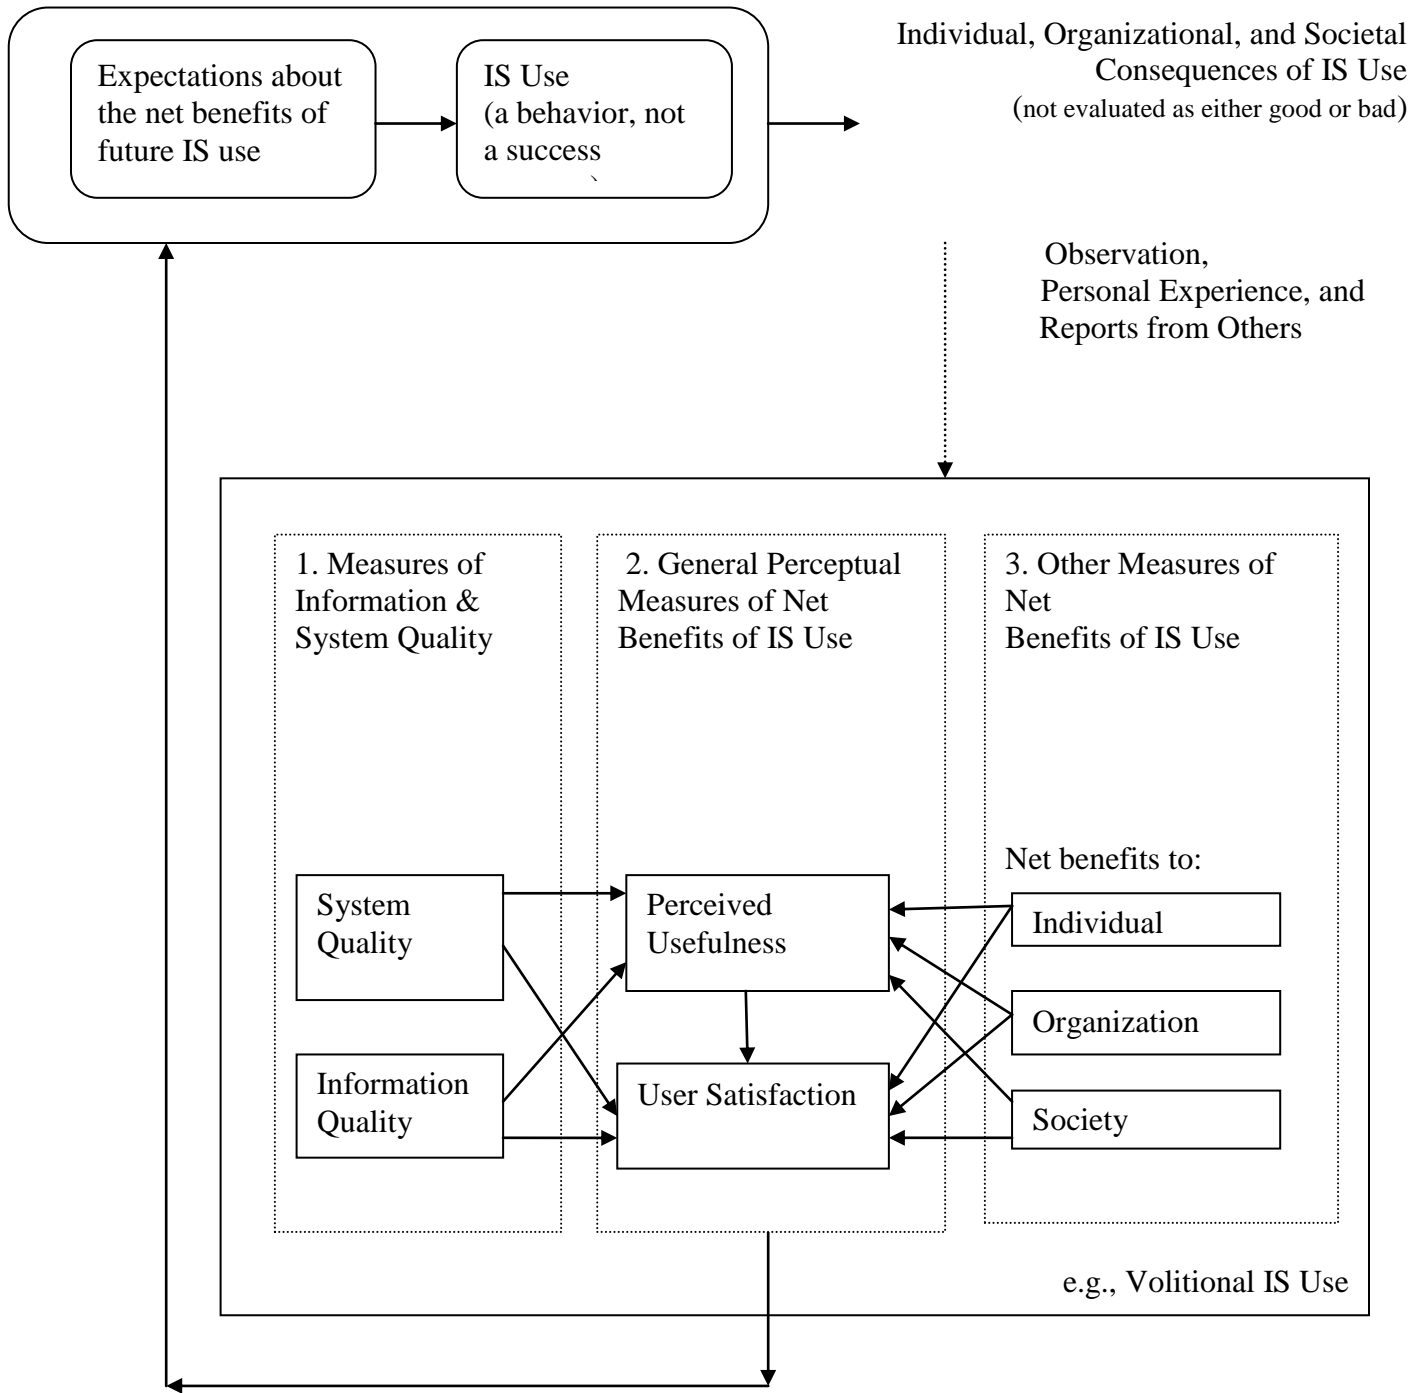 Expectations about
the net benefits of
future IS use
IS Use
(a behavior, not
a success
Individual, Organizational, and Societal
Consequences of IS Use
(not evaluated as either good or bad)
Observation,
Personal Experience, and
Reports from Others
1. Measures of
Information &
System Quality
2. General Perceptual
Measures of Net
Benefits of IS Use
3. Other Measures of
Net
Benefits of IS Use
Net benefits to:
System
Quality
Perceived
Usefulness
Individual
Organization
Information
Quality
User Satisfaction
Society
e.g., Volitional IS Use